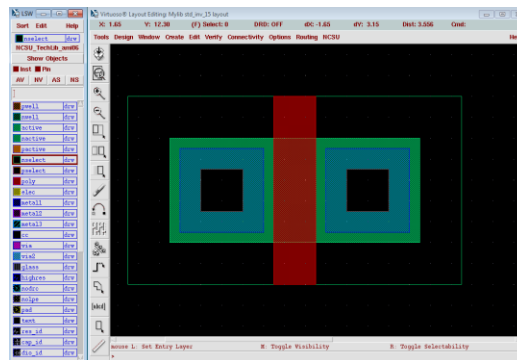 LSW
Sort Edit Help
nselect drw
NCSU_TechLib_ami06
Show Objects
Inst Pin
AV NV AS NS
pwell drw
nwell drw
active drw
nactive drw
pactive drw
nselect drw
pselect drw
poly drw
elec drw
metal1 drw
metal2 drw
metal3 drw
cc drw
via drw
via2 drw
glass drw
highres drw
nodrc drw
nolpe drw
pad drw
text drw
res_id drw
cap_id drw
dio_id drw
Virtuoso® Layout Editing: Mylib std_inv_15 layout
X: 1.65 Y: 12.30 (F) Select: 0 DRD: OFF dX: -1.65 dY: 3.15 Dist: 3.556 Cmd:
Tools Design Window Create Edit Verify Connectivity Options Routing NCSU He
[abcd]
mouse L: Set Entry Layer M: Toggle Visibility R: Toggle Selectability
>